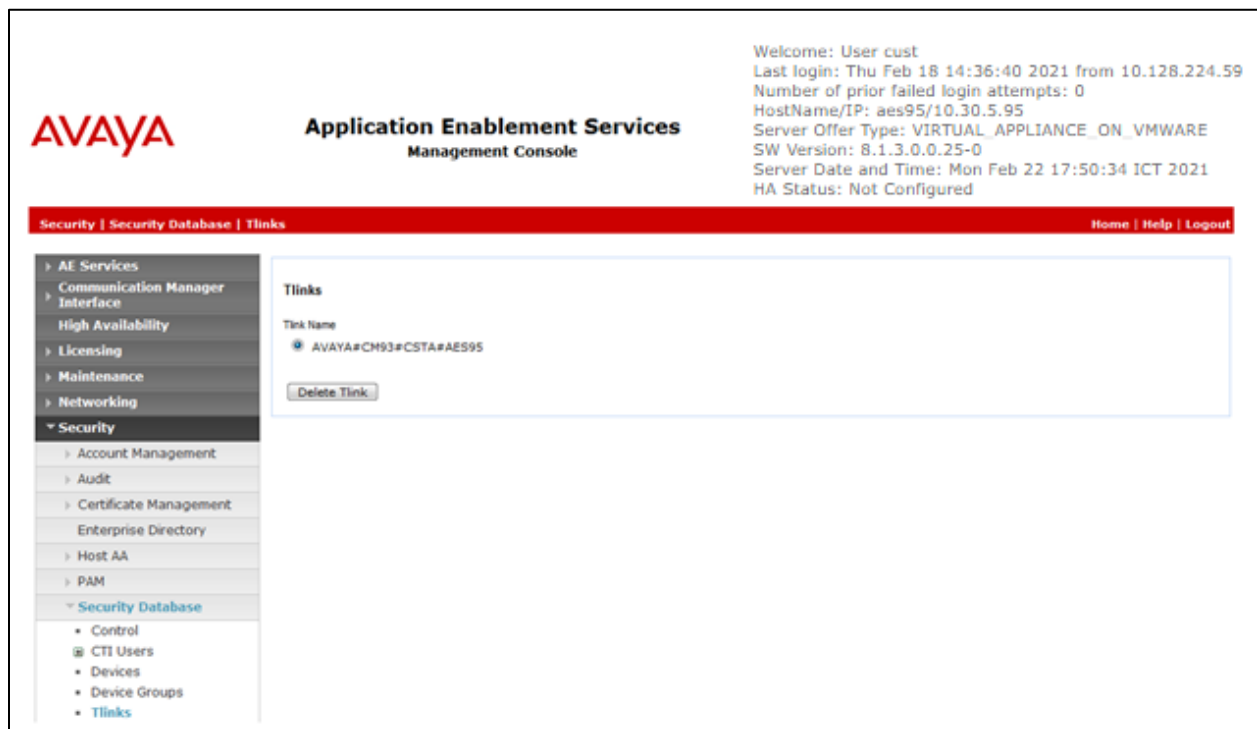 Welcome: User cust
Last login: Thu Feb 18 14:36:40 2021 from 10.128.224.59
Number of prior failed login attempts: 0
HostName/IP: aes95/10.30.5.95
Server Offer Type: VIRTUAL_APPLIANCE_ON_VMWARE
SW Version: 8.1.3.0.0.25-0
Server Date and Time: Mon Feb 22 17:50:34 ICT 2021
HA Status: Not Configured
AVAYA
Application Enablement Services
Management Console
Security | Security Database | Tlinks
Home | Help | Logout
AE Services
Communication Manager
Interface
High Availability
Licensing
Maintenance
Networking
Security
Account Management
Audit
Certificate Management
Enterprise Directory
Host AA
PAM
Security Database
Control
CTI Users
Devices
Device Groups
Tlinks
Tlinks
Tlink Name
AVAYA#CM93#CSTA#AES95
Delete Tlink